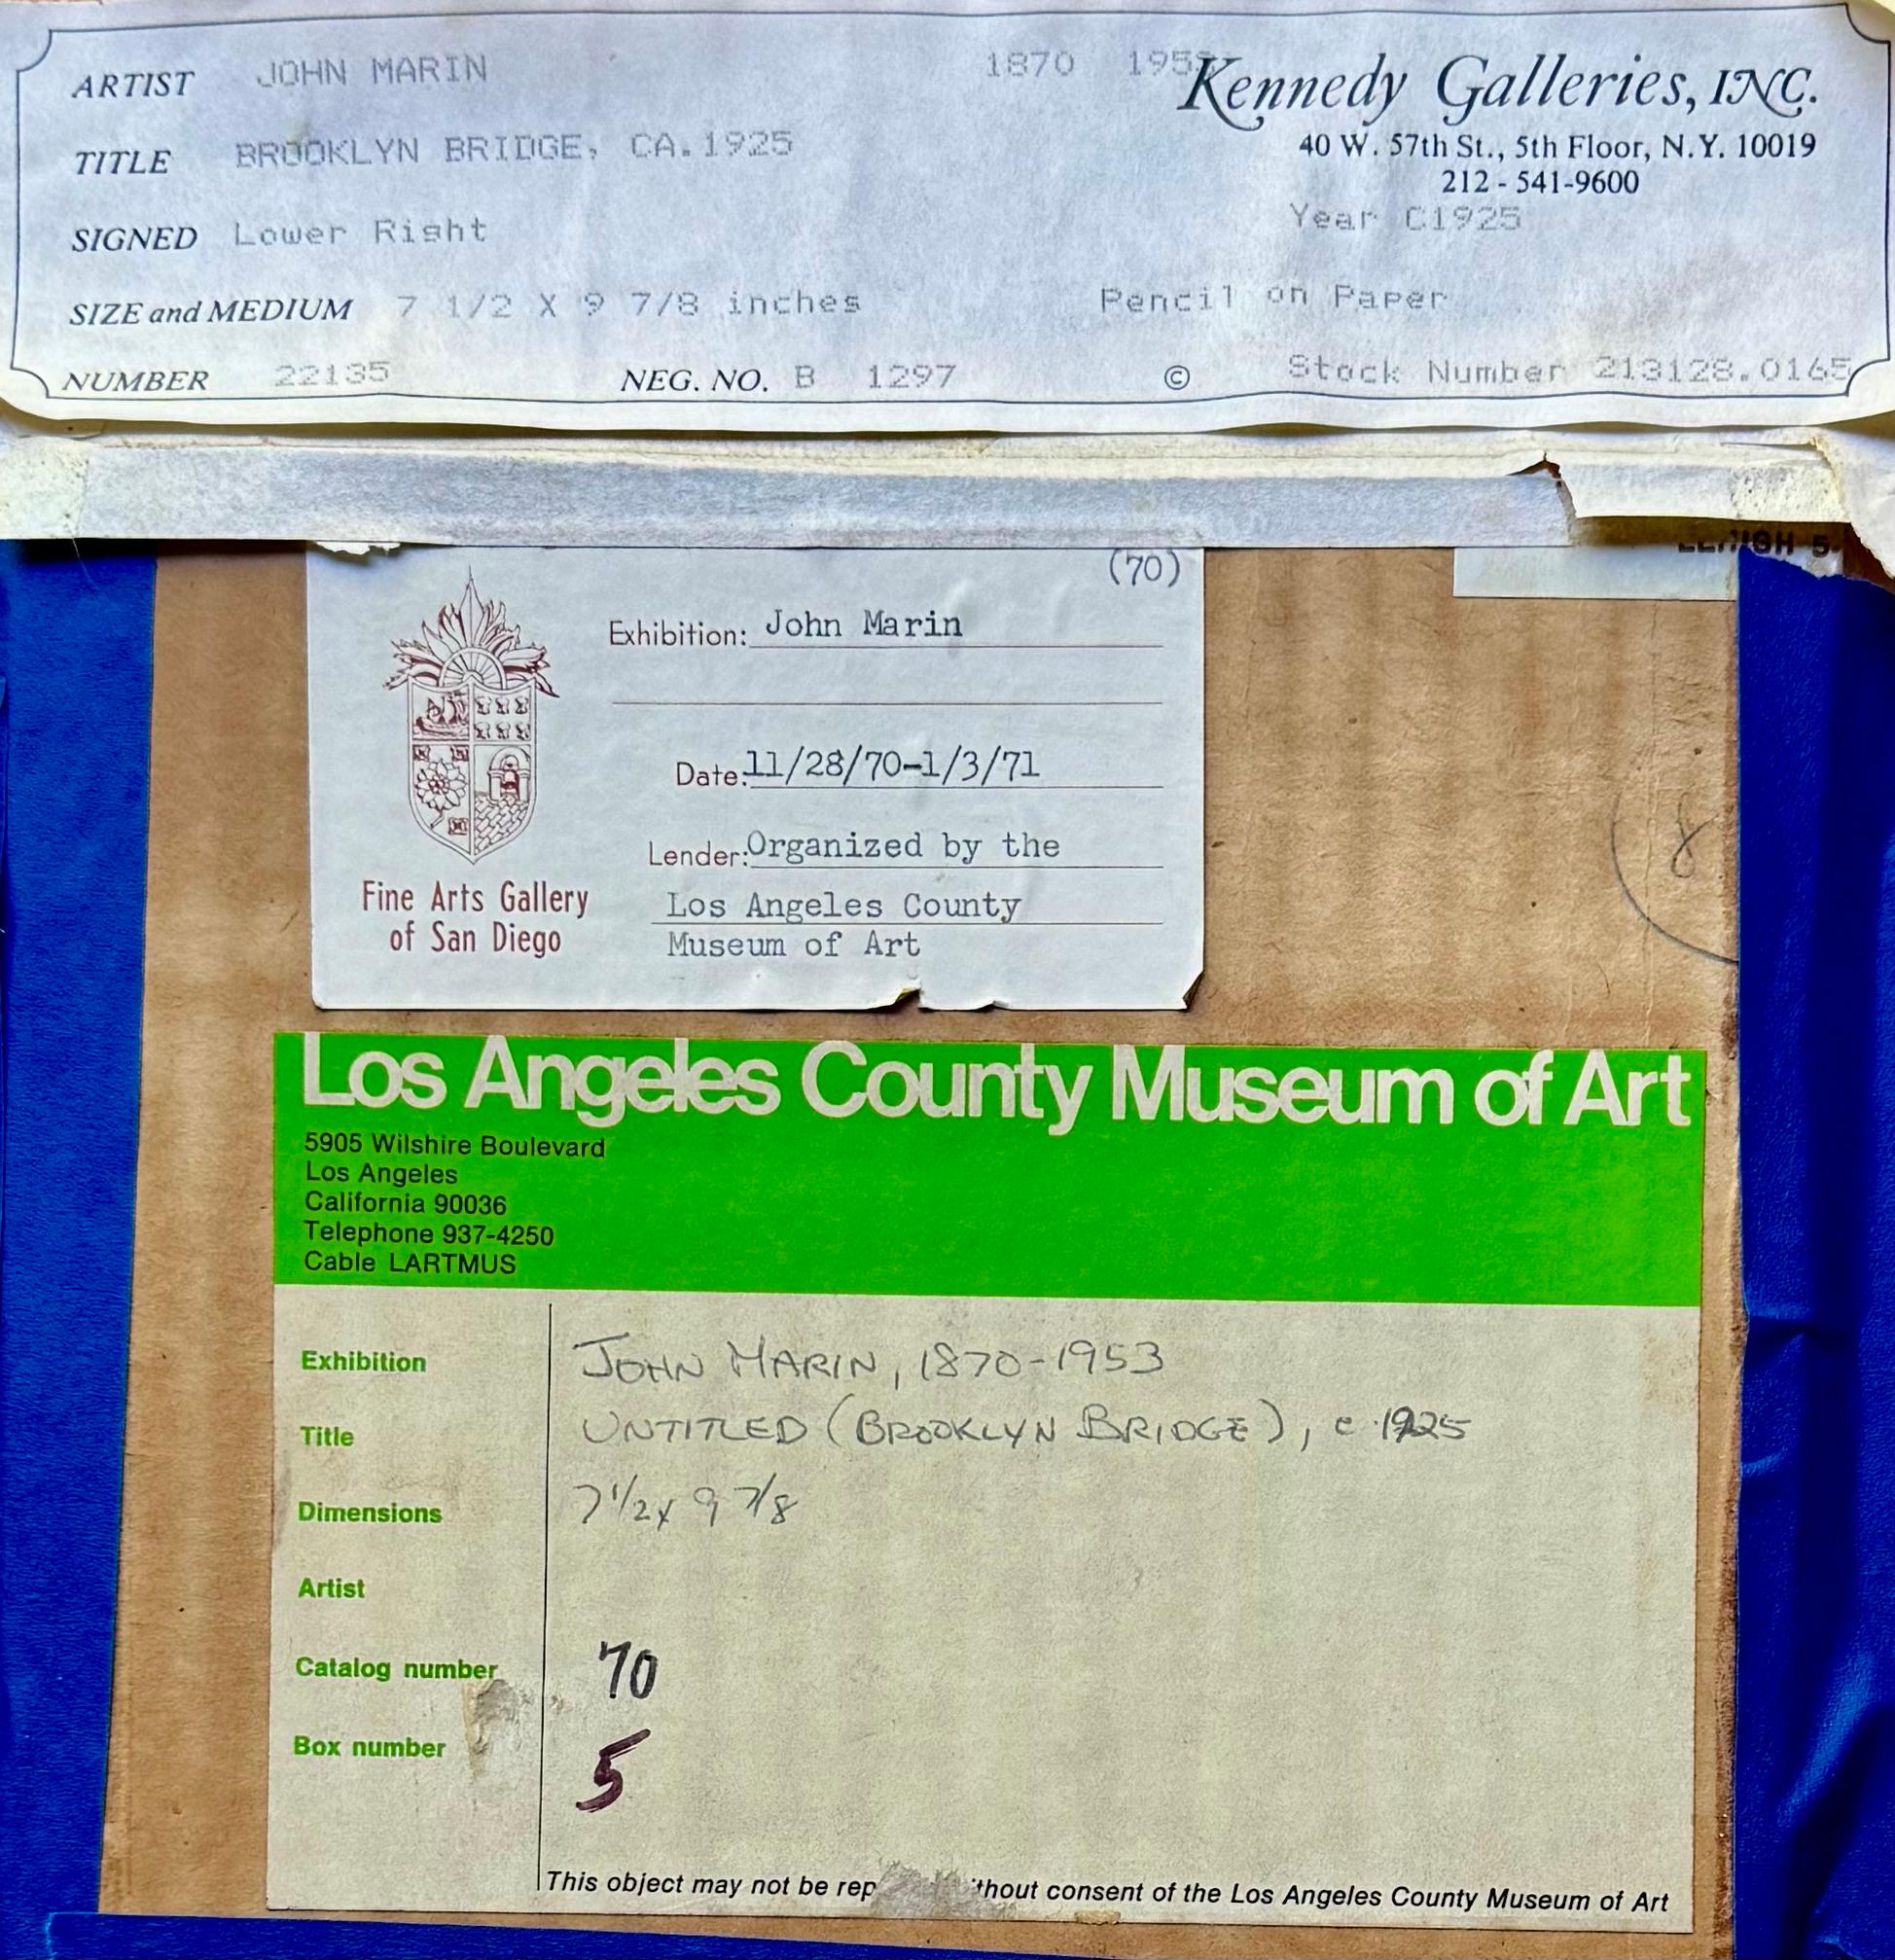 ARTIST JOHN MARIN 1870 195
Kennedy Galleries, INC.
40 W. 57th St., 5th Floor, N.Y. 10019
212 - 541-9600
TITLE BROOKLYN BRIDGE, CA.1925
Year C1925
SIGNED Lower Right
SIZE and MEDIUM 7 1/2 X 9 7/8 inches Pencil on Paper
NUMBER 22135 NEG. NO. B 1297 © Stock Number 213128.0165
(70)
Exhibition: John Marin
Date: 11/28/70-1/3/71
Lender: Organized by the
Los Angeles County
Museum of Art
Fine Arts Gallery
of San Diego
8
Los Angeles County Museum of Art
5905 Wilshire Boulevard
Los Angeles
California 90036
Telephone 937-4250
Cable LARTMUS
Exhibition JOHN MARIN, 1870-1953
Title UNTITLED (BROOKLYN BRIDGE), c 1925
Dimensions 7 1/2 x 9 7/8
Artist
Catalog number 70
Box number 5
This object may not be rep thout consent of the Los Angeles County Museum of Art